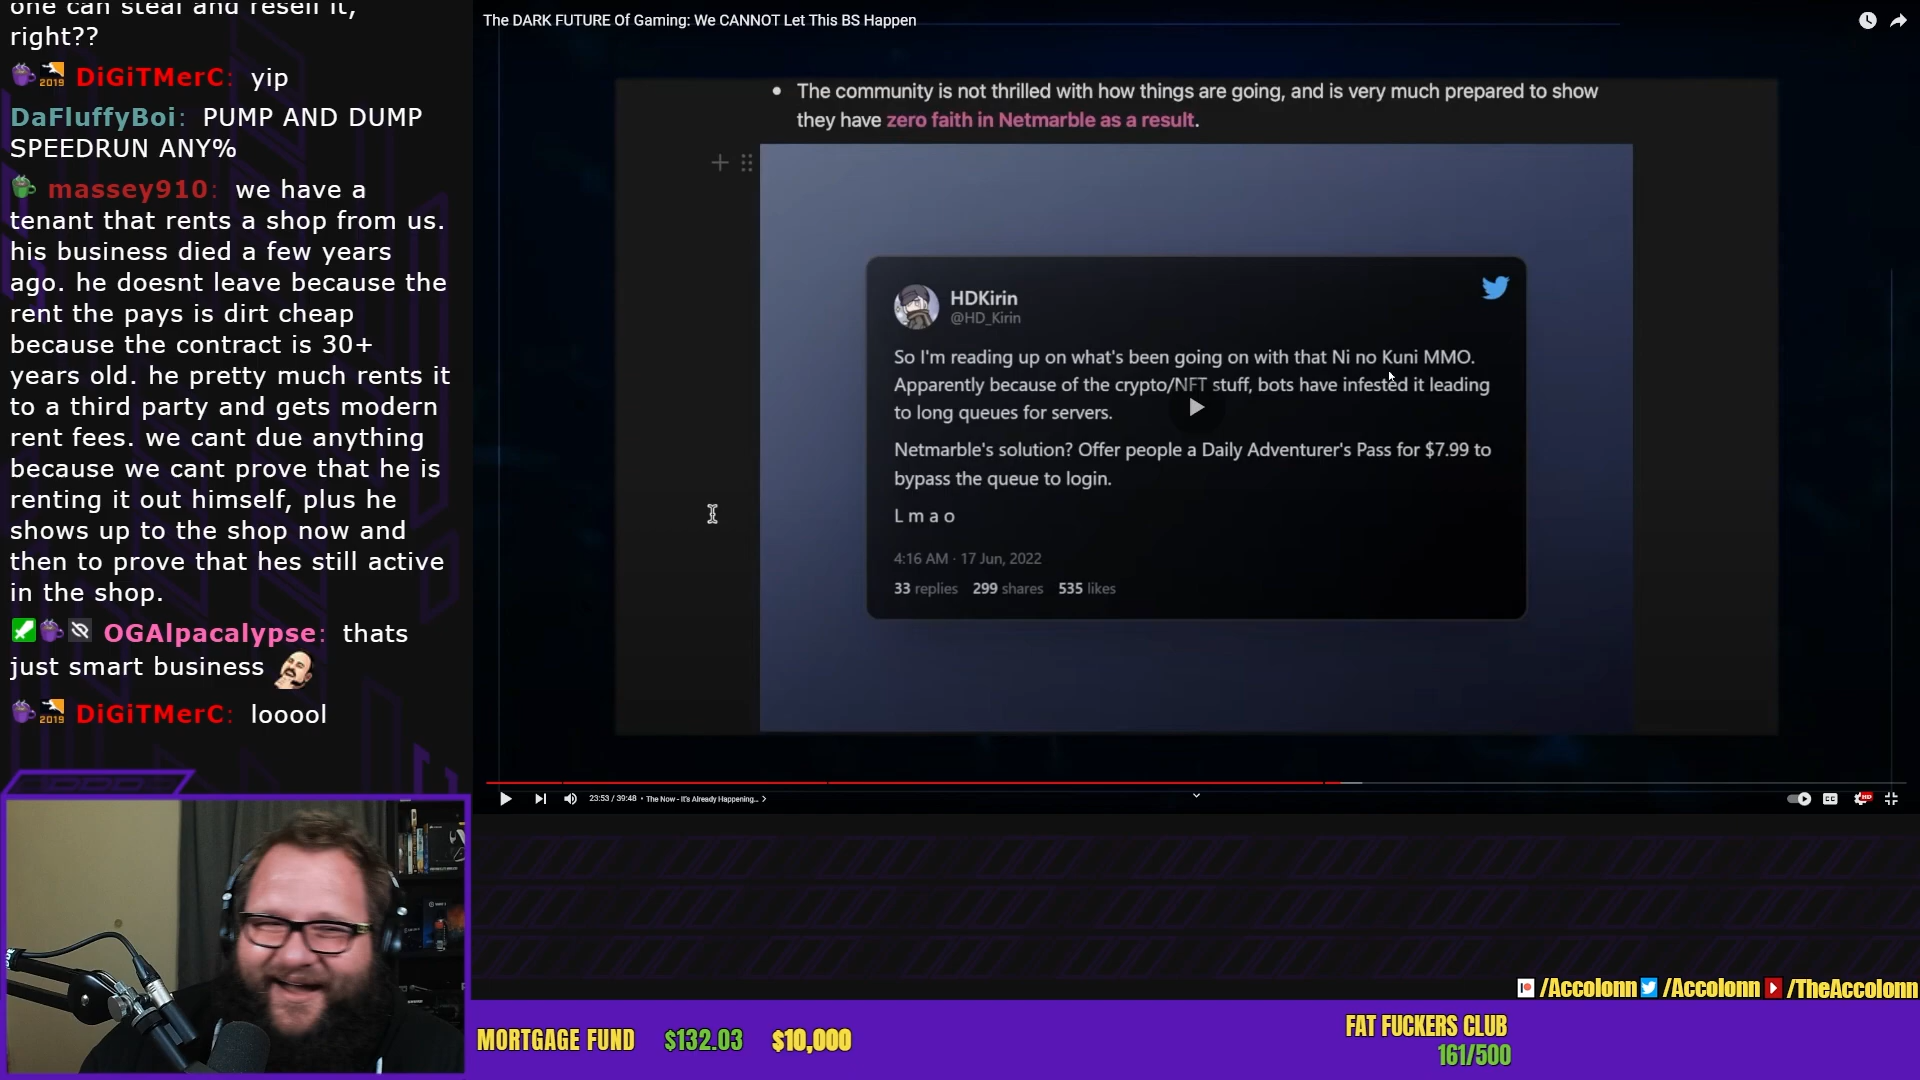 one can steal and resell it,
right??
2019 DiGiTMerC: yip
DaFluffyBoi: PUMP AND DUMP
SPEEDRUN ANY%
massey910: we have a
tenant that rents a shop from us.
his business died a few years
ago. he doesnt leave because the
rent the pays is dirt cheap
because the contract is 30+
years old. he pretty much rents it
to a third party and gets modern
rent fees. we cant due anything
because we cant prove that he is
renting it out himself, plus he
shows up to the shop now and
then to prove that hes still active
in the shop.
OGAlpacalypse: thats
just smart business
2019 DiGiTMerC: looool
The DARK FUTURE Of Gaming: We CANNOT Let This BS Happen
• The community is not thrilled with how things are going, and is very much prepared to show
they have zero faith in Netmarble as a result.
HDKirin
@HD_Kirin
So I'm reading up on what's been going on with that Ni no Kuni MMO.
Apparently because of the crypto/NFT stuff, bots have infested it leading
to long queues for servers.
Netmarble's solution? Offer people a Daily Adventurer's Pass for $7.99 to
bypass the queue to login.
L m a o
4:16 AM · 17 Jun, 2022
33 replies 299 shares 535 likes
23:53 / 39:48 • The Now - It's Already Happening... >
CC HD
/Accolonn /Accolonn /TheAccolonn
MORTGAGE FUND $132.03 $10,000
FAT FUCKERS CLUB
161/500